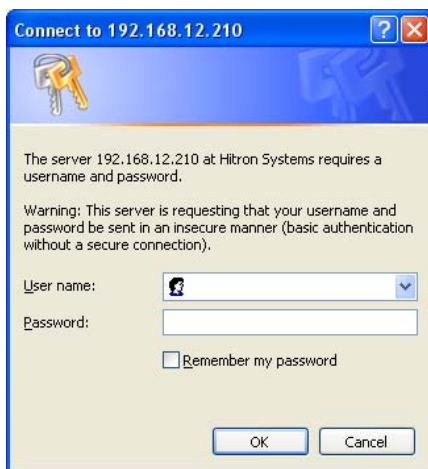 Connect to 192.168.12.210
The server 192.168.12.210 at Hitron Systems requires a
username and password.
Warning: This server is requesting that your username and
password be sent in an insecure manner (basic authentication
without a secure connection).
User name:
Password:
Remember my password
OK Cancel